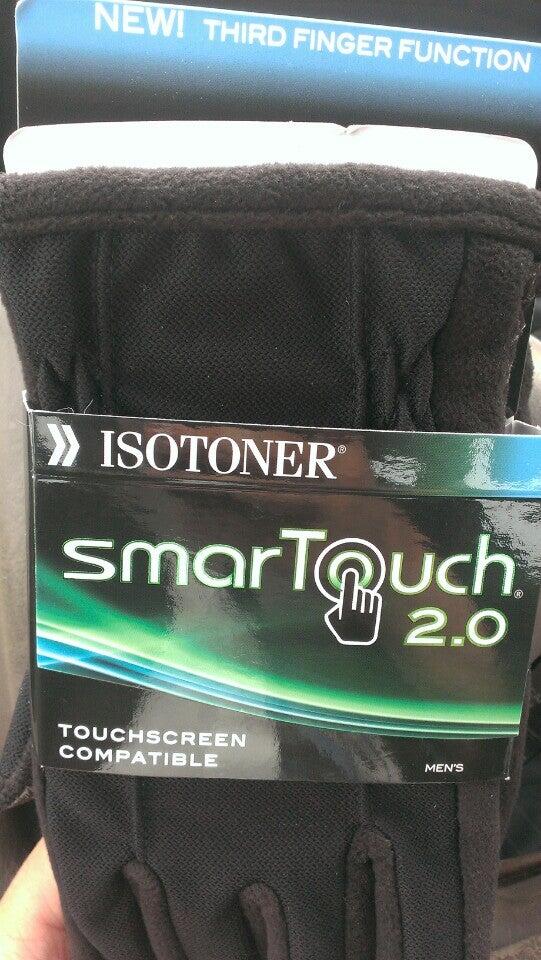 NEW! THIRD FINGER FUNCTION
ISOTONER®
smarTouch®
2.0
TOUCHSCREEN
COMPATIBLE
MEN'S